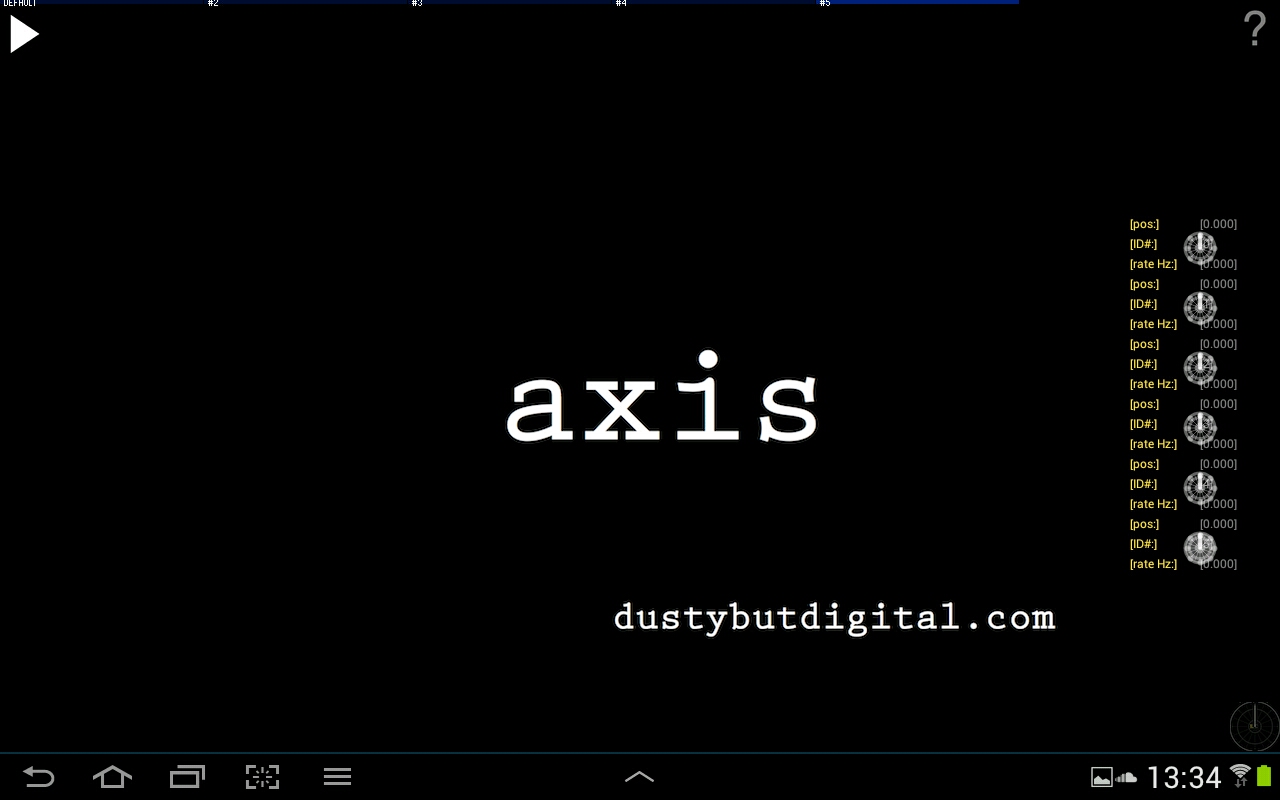 DEFAULT #2 #3 #4 #5
?
[pos:] [0.000]
[ID#:]
[rate Hz:] [0.000]
[pos:] [0.000]
[ID#:]
[rate Hz:] [0.000]
[pos:] [0.000]
[ID#:]
[rate Hz:] [0.000]
[pos:] [0.000]
[ID#:]
[rate Hz:] [0.000]
[pos:] [0.000]
[ID#:]
[rate Hz:] [0.000]
[pos:] [0.000]
[ID#:]
[rate Hz:] [0.000]
axis
dustybutdigital.com
13:34